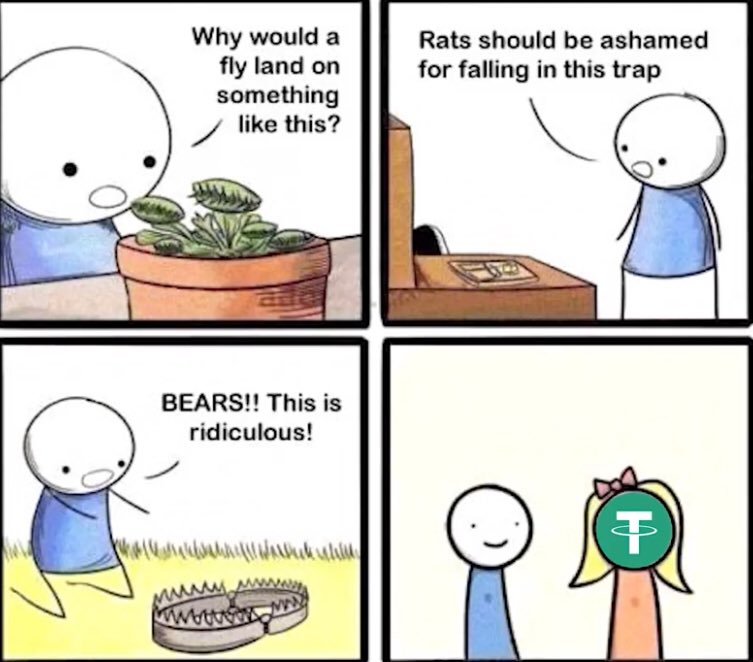 Why would a
fly land on
something
like this?
Rats should be ashamed
for falling in this trap
BEARS!! This is
ridiculous!